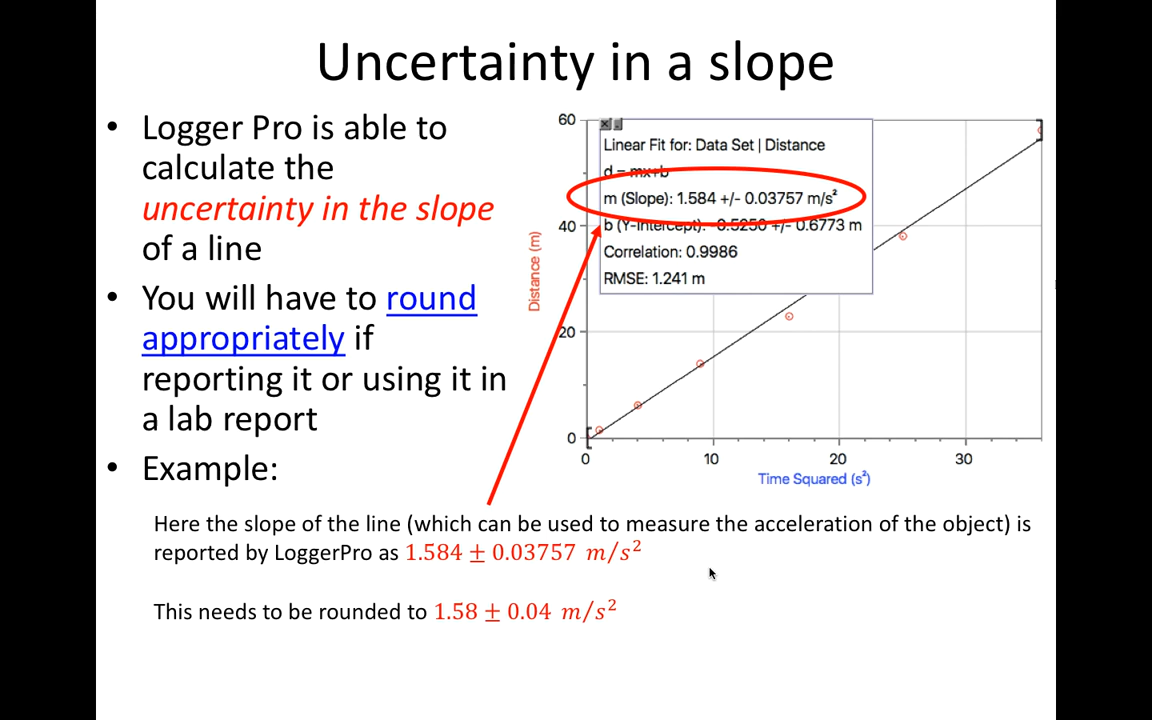 Uncertainty in a slope
• Logger Pro is able to
calculate the
uncertainty in the slope
of a line
• You will have to round
appropriately if
reporting it or using it in
a lab report
• Example:
60
40
20
0
0
10
20
30
Distance (m)
Time Squared (s²)
Linear Fit for: Data Set | Distance
d = mx+b
m (Slope): 1.584 +/- 0.03757 m/s²
b (Y-Intercept): -0.5250 +/- 0.6773 m
Correlation: 0.9986
RMSE: 1.241 m
Here the slope of the line (which can be used to measure the acceleration of the object) is
reported by LoggerPro as 1.584 ± 0.03757 m/s²
This needs to be rounded to 1.58 ± 0.04 m/s²